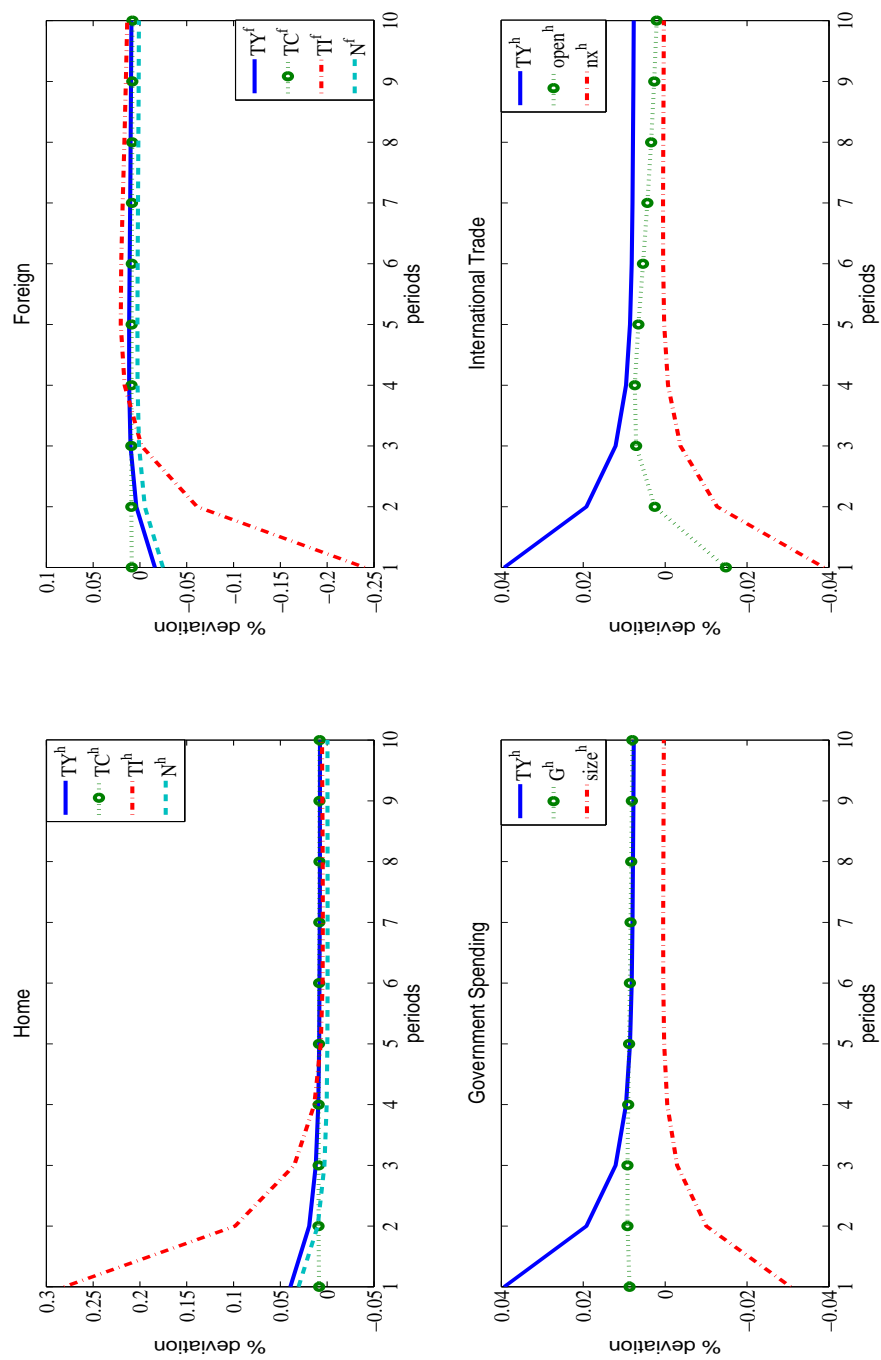 Home
0.3
0.25
0.2
0.15
0.1
0.05
0
−0.05
% deviation
1 2 3 4 5 6 7 8 9 10
periods
TY^h
TC^h
TI^h
N^h
Foreign
0.1
0.05
0
−0.05
−0.1
−0.15
−0.2
−0.25
% deviation
1 2 3 4 5 6 7 8 9 10
periods
TY^f
TC^f
TI^f
N^f
Government Spending
0.04
0.02
0
−0.02
−0.04
% deviation
1 2 3 4 5 6 7 8 9 10
periods
TY^h
G^h
size^h
International Trade
0.04
0.02
0
−0.02
−0.04
% deviation
1 2 3 4 5 6 7 8 9 10
periods
TY^h
open^h
nx^h